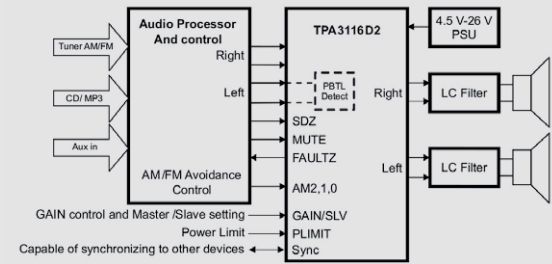 Audio Processor
And control
Tuner AM/FM
Right
CD/ MP3
Left
Aux in
AM/FM Avoidance
Control
GAIN control and Master /Slave setting
Power Limit
Capable of synchronizing to other devices
TPA3116D2
PBTL
Detect
Right
SDZ
MUTE
FAULTZ
Left
AM2,1,0
GAIN/SLV
PLIMIT
Sync
4.5 V-26 V
PSU
LC Filter
LC Filter